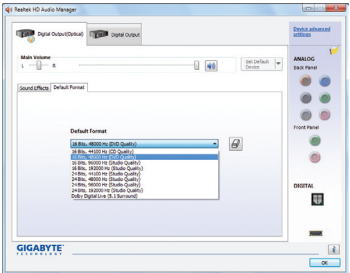 Realtek HD Audio Manager
Digital Output(Optical)
Digital Output
Device advanced settings
Main Volume
L
R
Set Default Device
ANALOG
Back Panel
Sound Effects
Default Format
Default Format
16 Bits, 48000 Hz (DVD Quality)
16 Bits, 44100 Hz (CD Quality)
16 Bits, 48000 Hz (DVD Quality)
16 Bits, 96000 Hz (Studio Quality)
16 Bits, 192000 Hz (Studio Quality)
24 Bits, 44100 Hz (Studio Quality)
24 Bits, 48000 Hz (Studio Quality)
24 Bits, 96000 Hz (Studio Quality)
24 Bits, 192000 Hz (Studio Quality)
Dolby Digital Live (5.1 Surround)
Front Panel
DIGITAL
GIGABYTE
TECHNOLOGY
i
OK